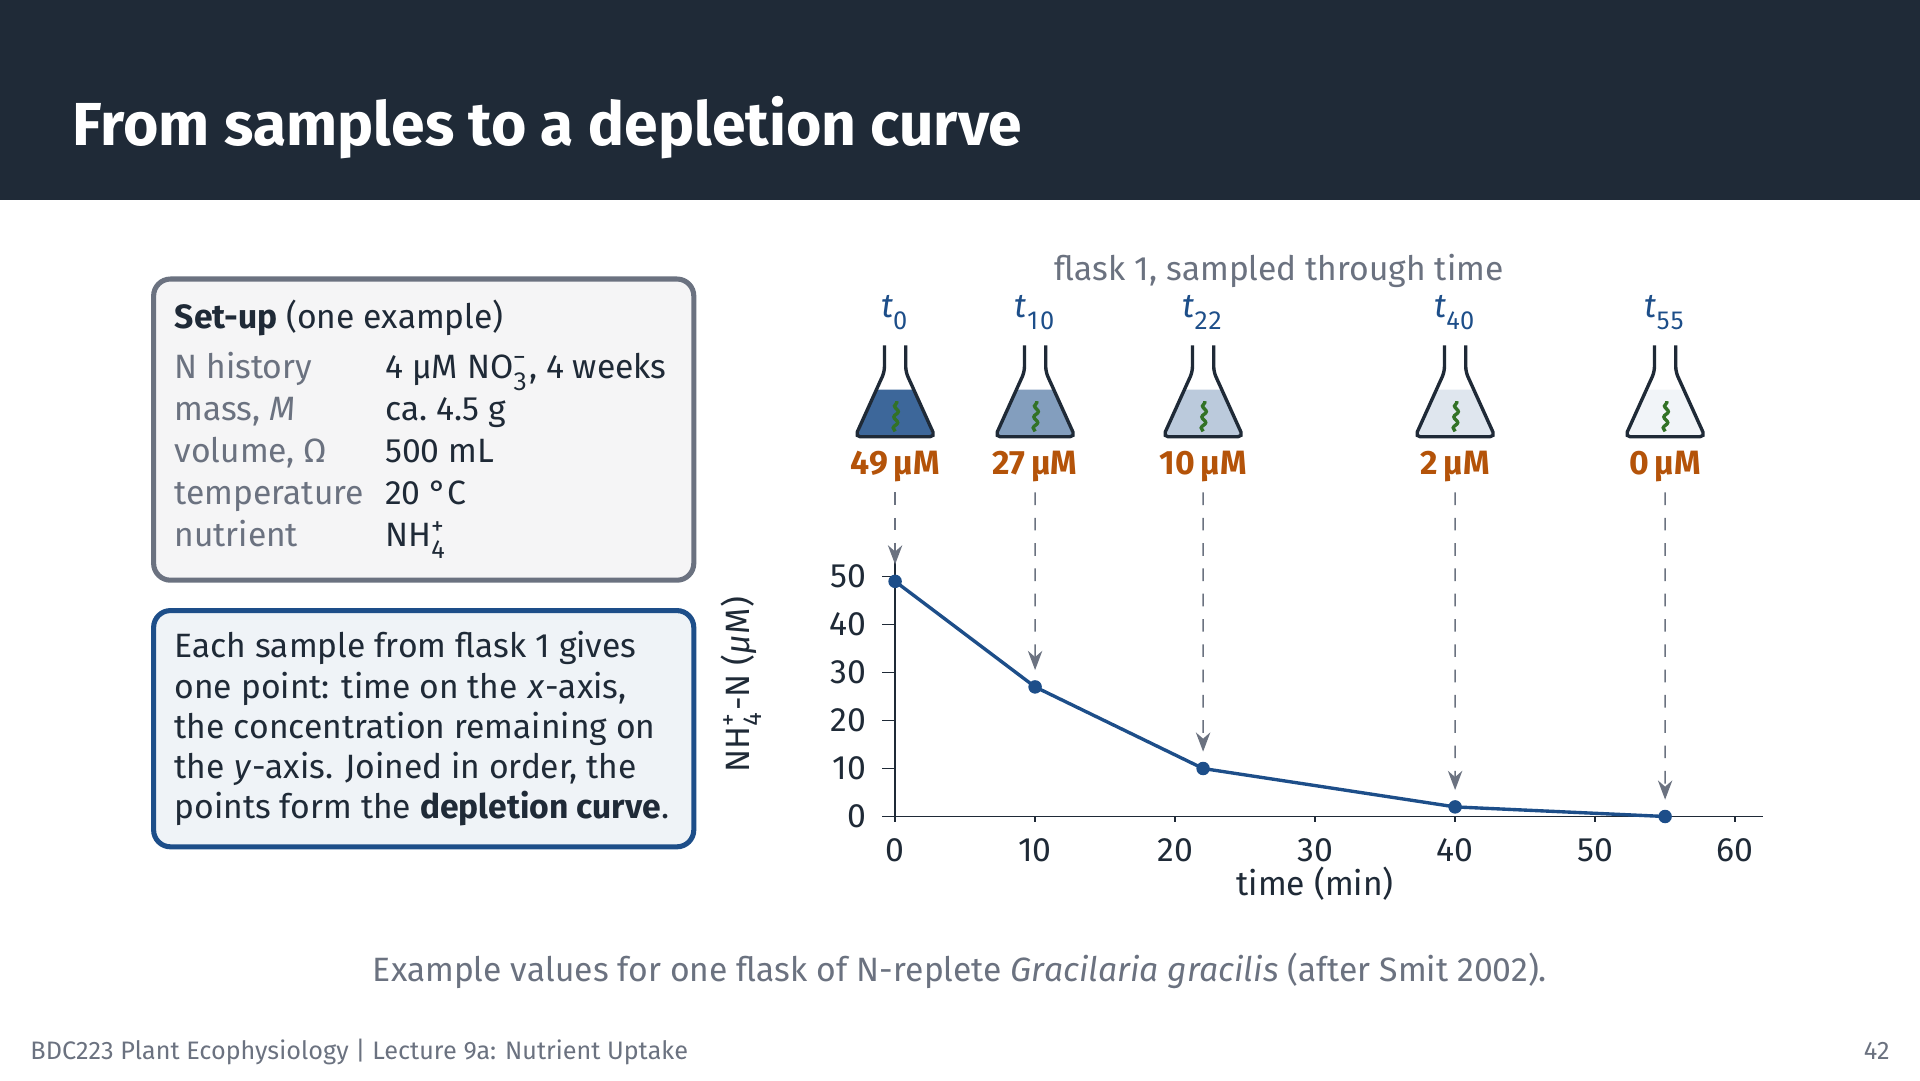 From samples to a depletion curve
Set-up (one example)
N history 4 µM NO₃⁻, 4 weeks
mass, M ca. 4.5 g
volume, Ω 500 mL
temperature 20 °C
nutrient NH₄⁺
Each sample from flask 1 gives
one point: time on the x-axis,
the concentration remaining on
the y-axis. Joined in order, the
points form the depletion curve.
flask 1, sampled through time
t₀ t₁₀ t₂₂ t₄₀ t₅₅
49 µM 27 µM 10 µM 2 µM 0 µM
NH₄⁺-N (µM)
50
40
30
20
10
0
0 10 20 30 40 50 60
time (min)
Example values for one flask of N-replete Gracilaria gracilis (after Smit 2002).
BDC223 Plant Ecophysiology | Lecture 9a: Nutrient Uptake 42